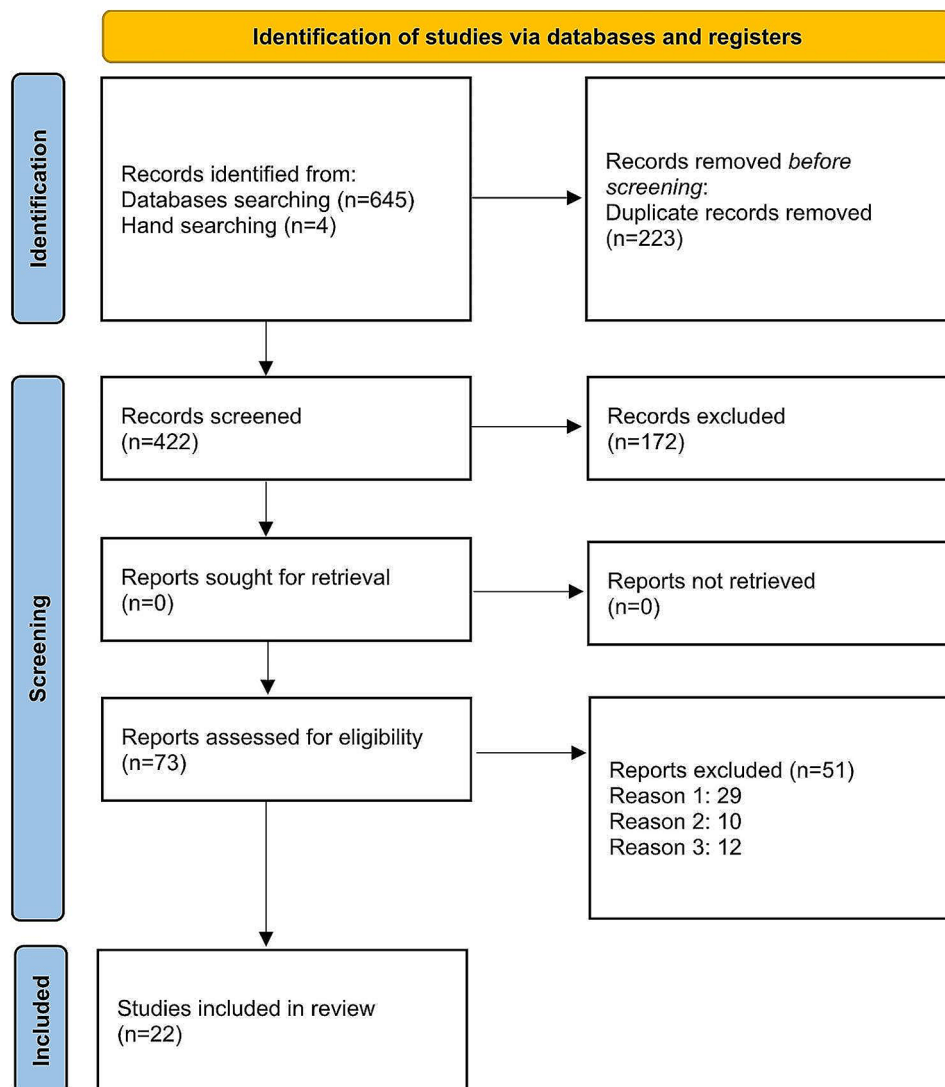 Identification of studies via databases and registers
Identification
Records identified from:
Databases searching (n=645)
Hand searching (n=4)
Records removed before
screening:
Duplicate records removed
(n=223)
Screening
Records screened
(n=422)
Records excluded
(n=172)
Reports sought for retrieval
(n=0)
Reports not retrieved
(n=0)
Reports assessed for eligibility
(n=73)
Reports excluded (n=51)
Reason 1: 29
Reason 2: 10
Reason 3: 12
Included
Studies included in review
(n=22)